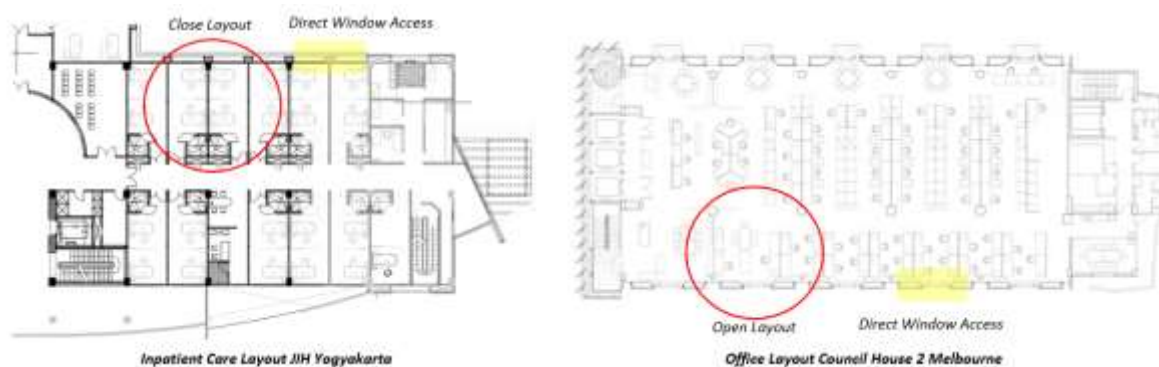 Close Layout
Direct Window Access
Inpatient Care Layout JIH Yogyakarta
Open Layout
Direct Window Access
Office Layout Council House 2 Melbourne